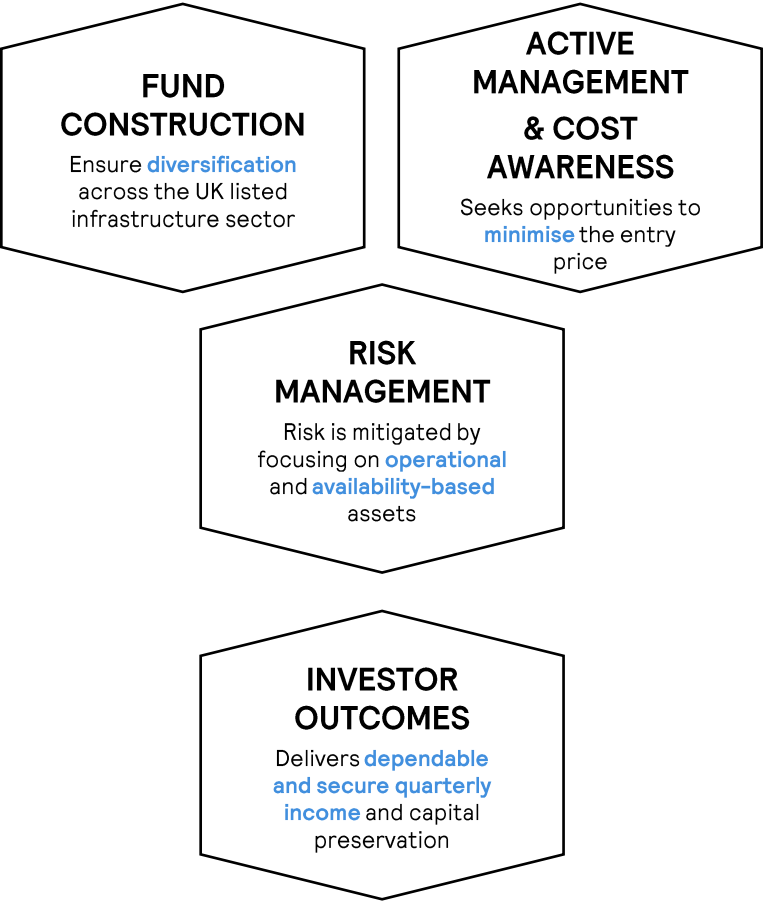 FUND
CONSTRUCTION
Ensure diversification
across the UK listed
infrastructure sector
ACTIVE
MANAGEMENT
& COST
AWARENESS
Seeks opportunities to
minimise the entry
price
RISK
MANAGEMENT
Risk is mitigated by
focusing on operational
and availability-based
assets
INVESTOR
OUTCOMES
Delivers dependable
and secure quarterly
income and capital
preservation